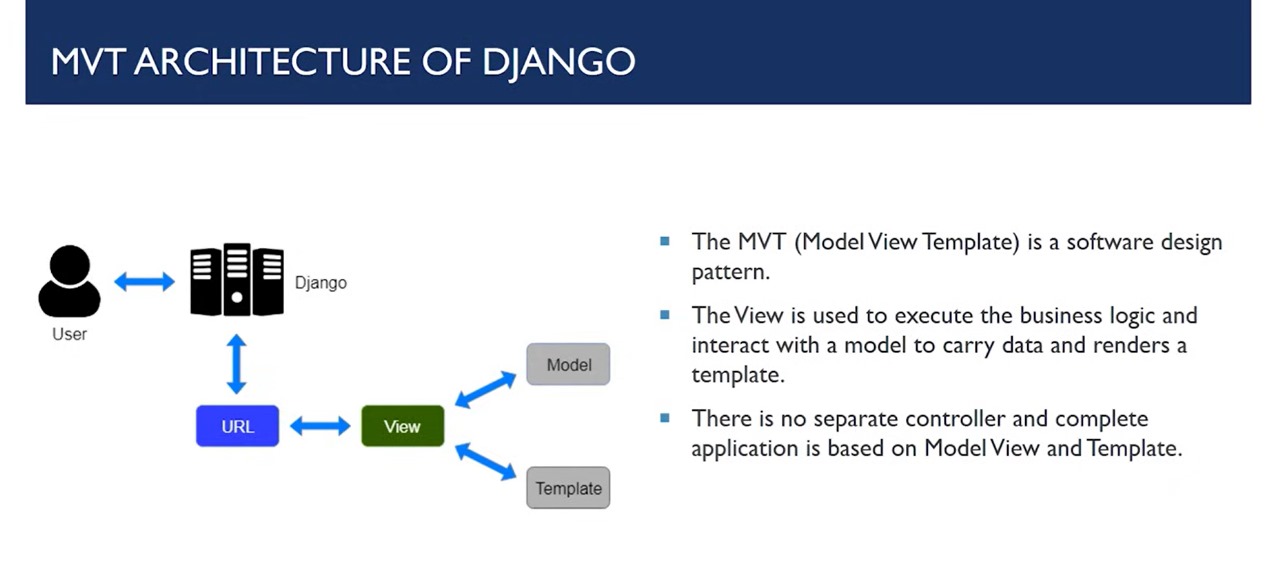 MVT ARCHITECTURE OF DJANGO
User
Django
URL
View
Model
Template
The MVT (Model View Template) is a software design
pattern.
The View is used to execute the business logic and
interact with a model to carry data and renders a
template.
There is no separate controller and complete
application is based on Model View and Template.